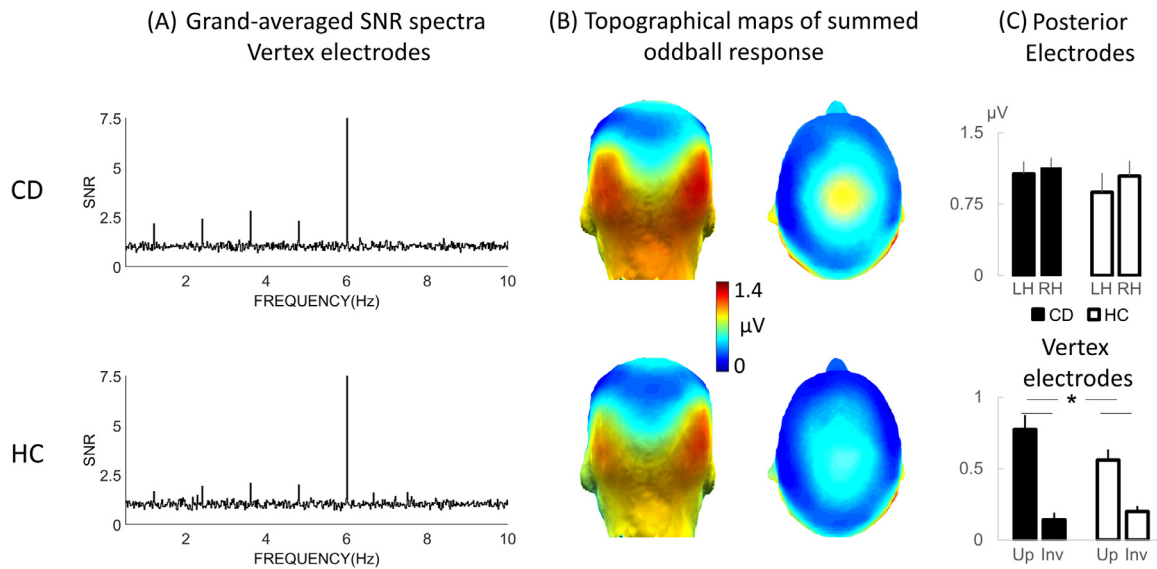 (A) Grand-averaged SNR spectra
Vertex electrodes
(B) Topographical maps of summed
oddball response
(C) Posterior
Electrodes
CD
SNR
7.5
5
2.5
0
2
4
6
8
10
FREQUENCY(Hz)
1.4
µV
0
µV
1.5
0.75
0
LH RH
LH RH
CD HC
HC
SNR
7.5
5
2.5
0
2
4
6
8
10
FREQUENCY(Hz)
Vertex
electrodes
*
1
0.5
0
Up Inv
Up Inv